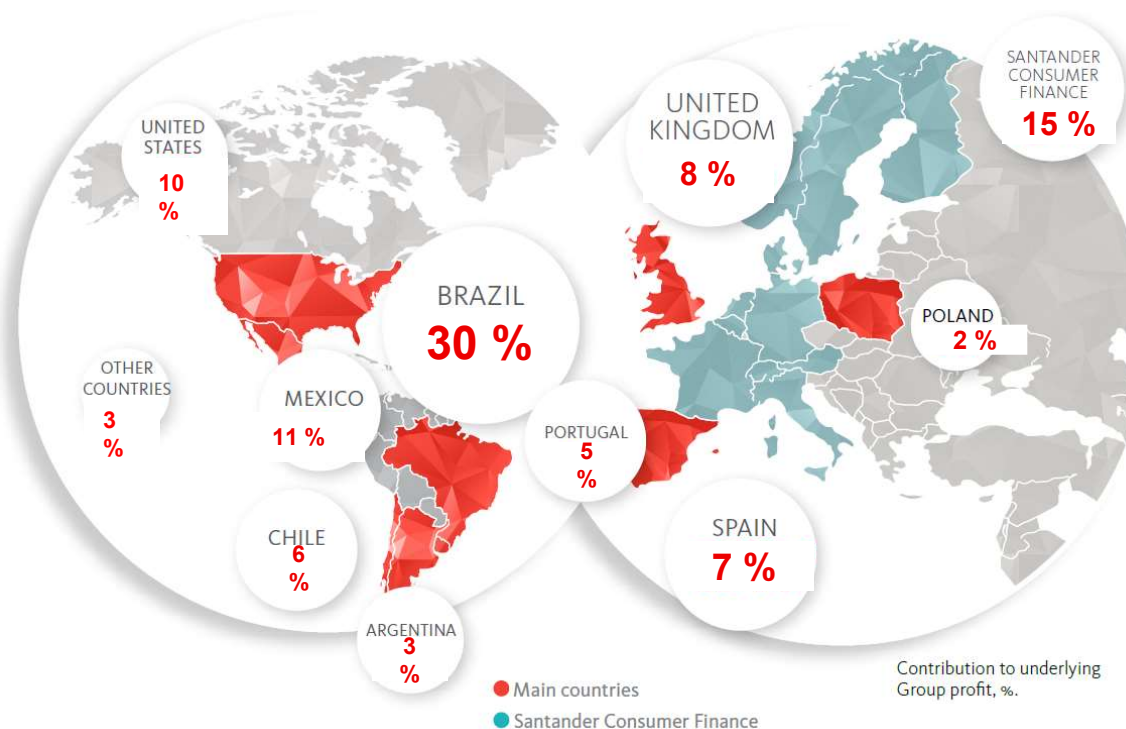 UNITED
STATES
10
%
OTHER
COUNTRIES
3
%
MEXICO
11 %
BRAZIL
30 %
CHILE
6
%
ARGENTINA
3
%
UNITED
KINGDOM
8 %
SANTANDER
CONSUMER
FINANCE
15 %
POLAND
2 %
PORTUGAL
5
%
SPAIN
7 %
Main countries
Santander Consumer Finance
Contribution to underlying
Group profit, %.